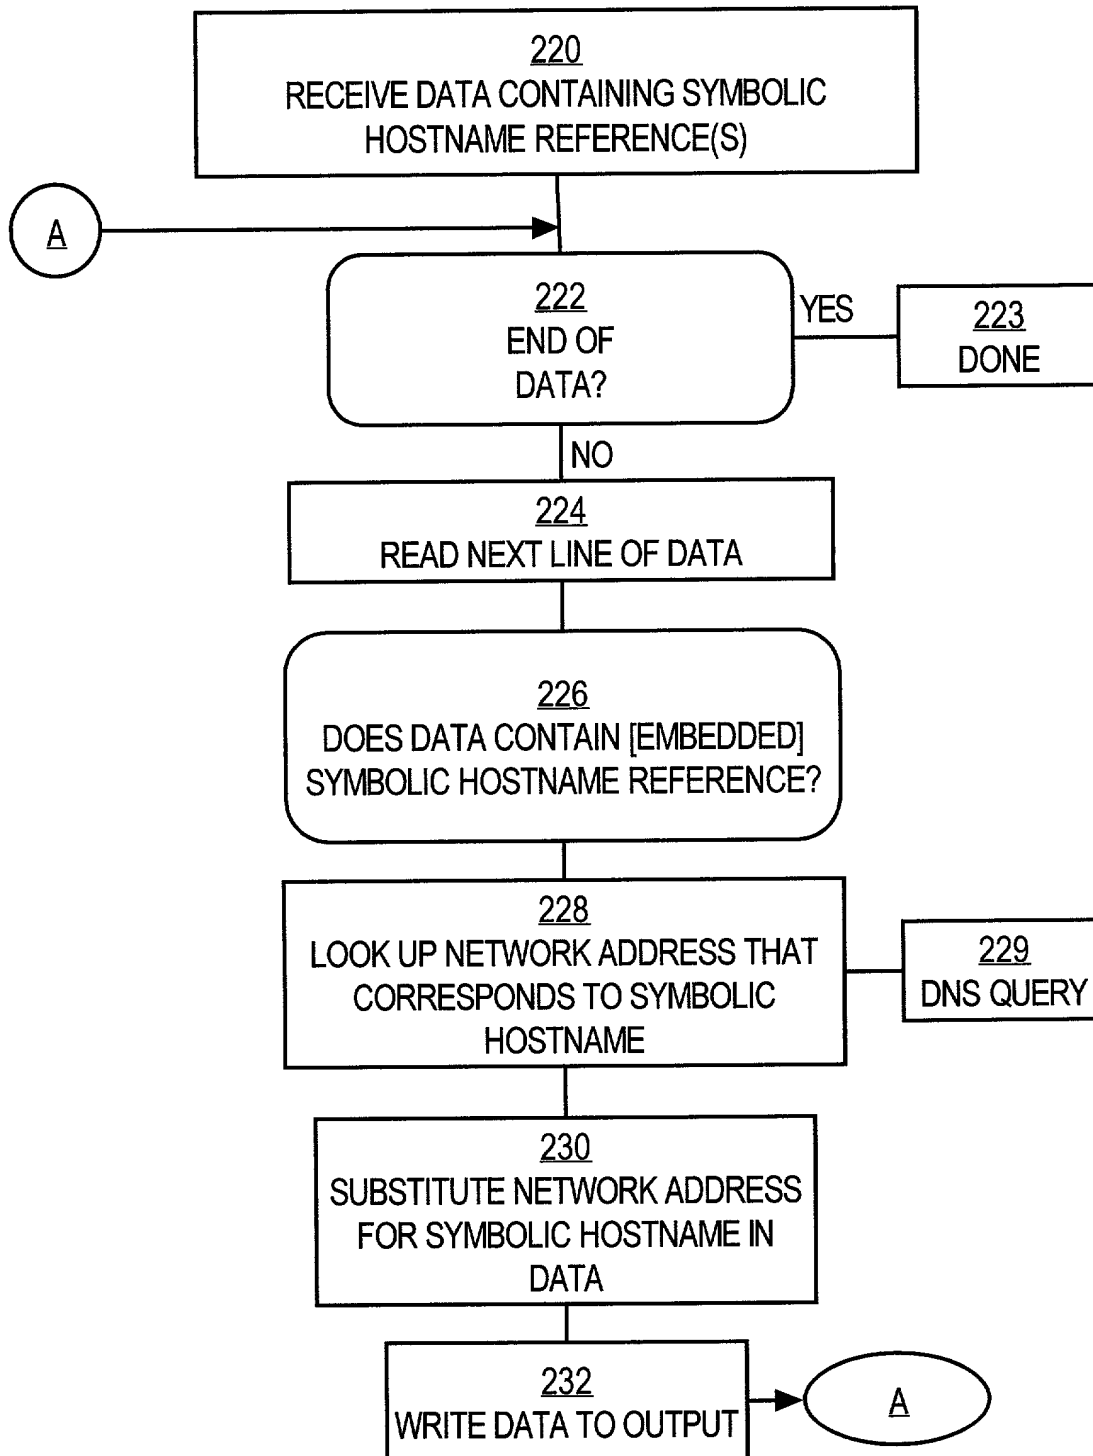 220
RECEIVE DATA CONTAINING SYMBOLIC
HOSTNAME REFERENCE(S)
A
222
END OF
DATA?
YES
223
DONE
NO
224
READ NEXT LINE OF DATA
226
DOES DATA CONTAIN [EMBEDDED]
SYMBOLIC HOSTNAME REFERENCE?
228
LOOK UP NETWORK ADDRESS THAT
CORRESPONDS TO SYMBOLIC
HOSTNAME
229
DNS QUERY
230
SUBSTITUTE NETWORK ADDRESS
FOR SYMBOLIC HOSTNAME IN
DATA
232
WRITE DATA TO OUTPUT
A